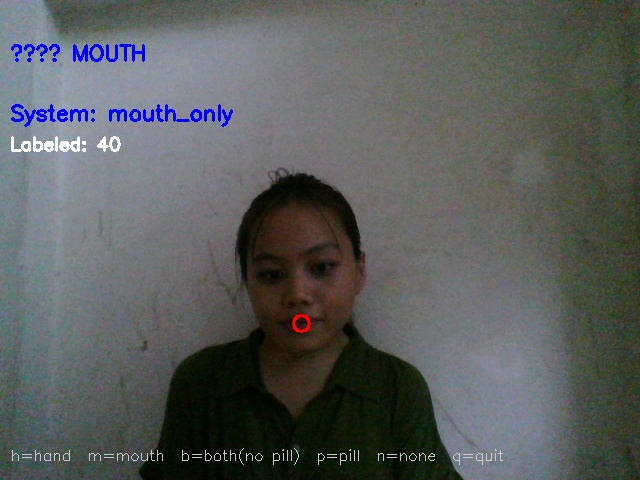 ???? MOUTH
System: mouth_only
Labeled: 40
h=hand m=mouth b=both(no pill) p=pill n=none q=quit